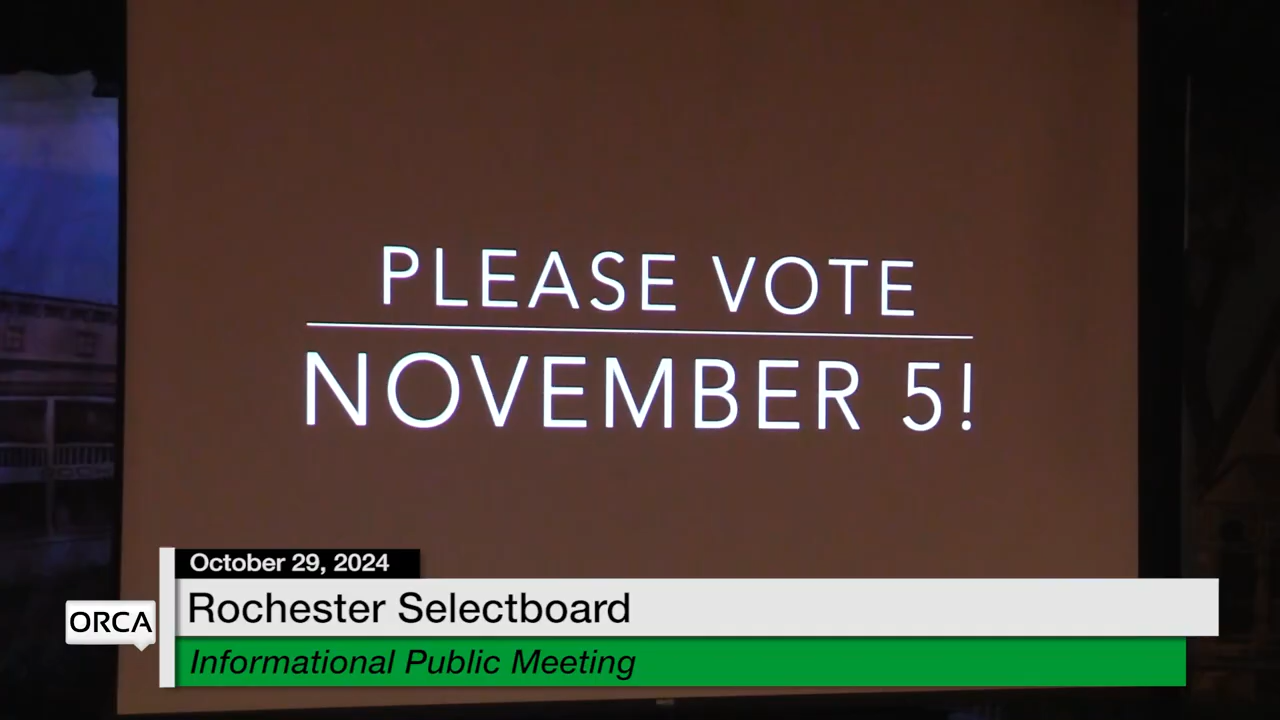 PLEASE VOTE
NOVEMBER 5!
October 29, 2024
Rochester Selectboard
ORCA
Informational Public Meeting